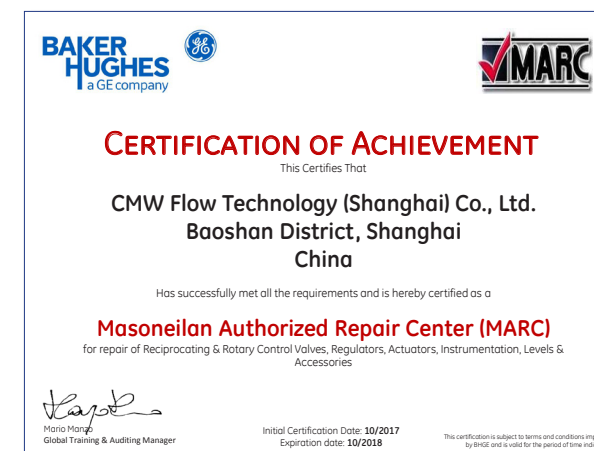 BAKER
HUGHES
a GE company
GE
MARC
CERTIFICATION OF ACHIEVEMENT
This Certifies That
CMW Flow Technology (Shanghai) Co., Ltd.
Baoshan District, Shanghai
China
Has successfully met all the requirements and is hereby certified as a
Masoneilan Authorized Repair Center (MARC)
for repair of Reciprocating & Rotary Control Valves, Regulators, Actuators, Instrumentation, Levels &
Accessories
Mario Manzo
Global Training & Auditing Manager
Initial Certification Date: 10/2017
Expiration date: 10/2018
This certification is subject to terms and conditions
by BHGE and is valid for the period of time